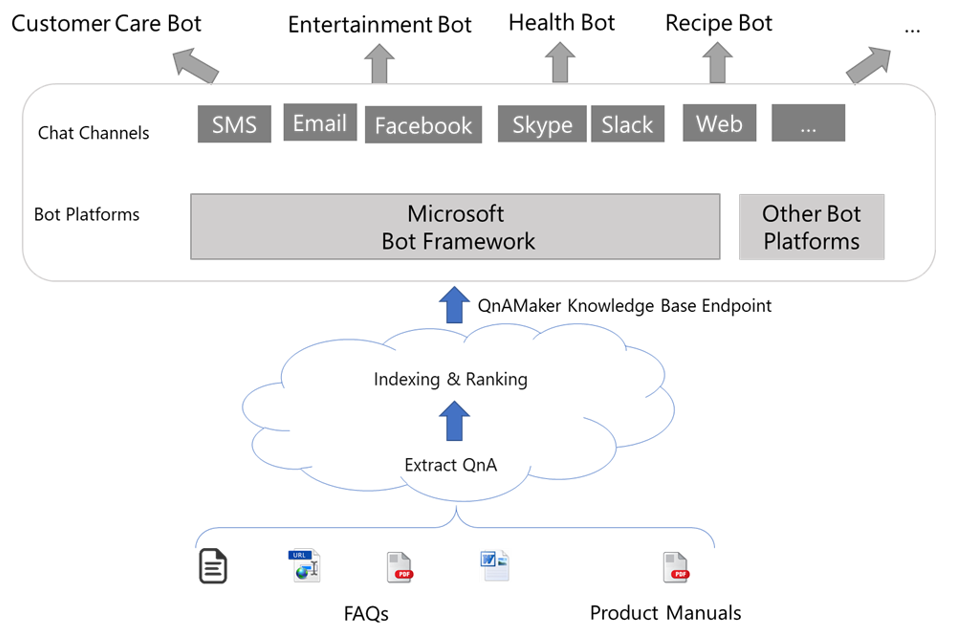 Customer Care Bot
Entertainment Bot
Health Bot
Recipe Bot
...
Chat Channels
SMS
Email
Facebook
Skype
Slack
Web
...
Bot Platforms
Microsoft
Bot Framework
Other Bot
Platforms
QnAMaker Knowledge Base Endpoint
Indexing & Ranking
Extract QnA
URL
PDF
W
PDF
FAQs
Product Manuals